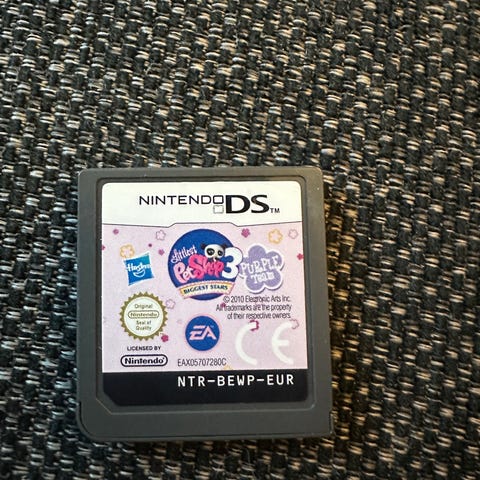 NINTENDO DS TM
Hasbro
Littlest
PetShop 3
BIGGEST STARS
PURPLE
Team
© 2010 Electronic Arts Inc.
All trademarks are the property
of their respective owners.
Original
Nintendo
Seal of
Quality
EA
CE
LICENSED BY
Nintendo
EAX05707280C
NTR-BEWP-EUR